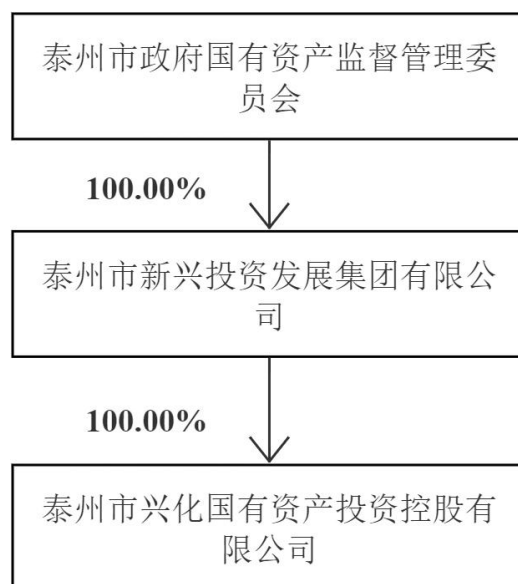 泰州市政府国有资产监督管理委
员会
100.00%
泰州市新兴投资发展集团有限公
司
100.00%
泰州市兴化国有资产投资控股有
限公司